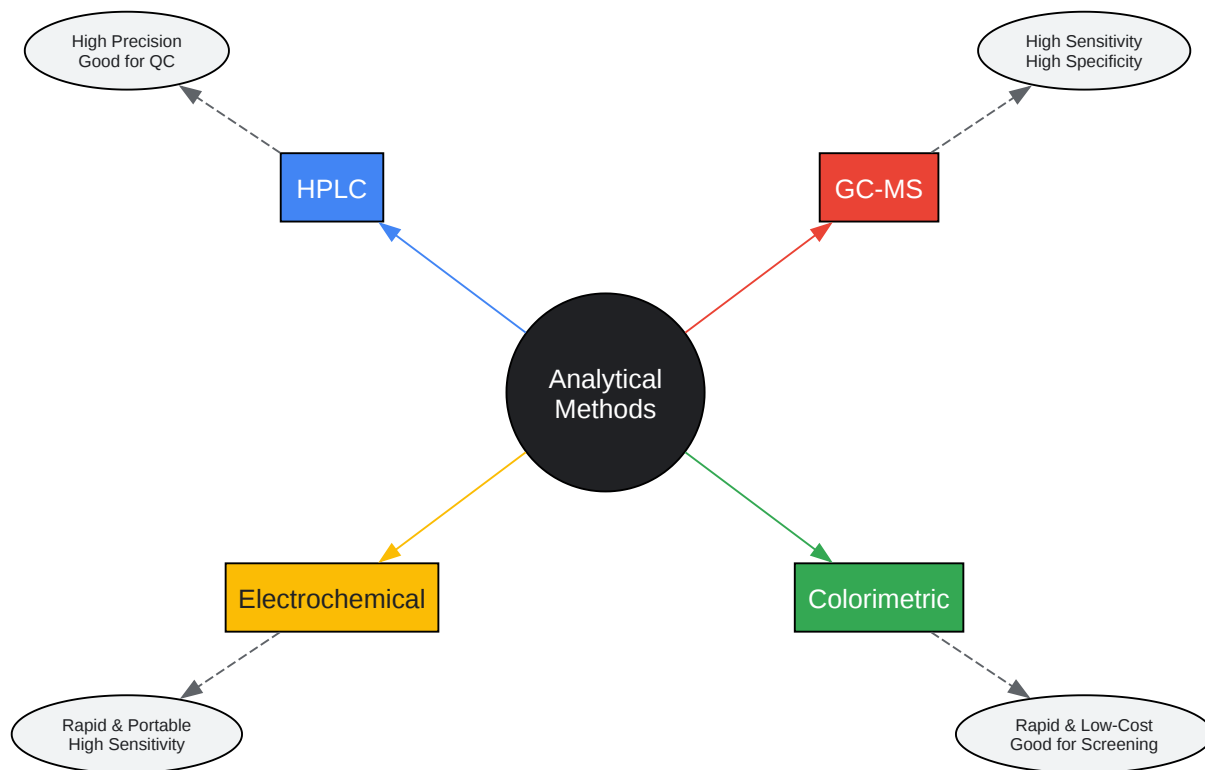 High Precision
Good for QC
High Sensitivity
High Specificity
HPLC
GC-MS
Analytical
Methods
Electrochemical
Colorimetric
Rapid & Portable
High Sensitivity
Rapid & Low-Cost
Good for Screening